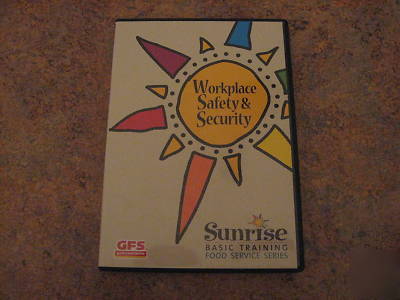 Workplace
Safety &
Security
Sunrise
BASIC TRAINING
FOOD SERVICE SERIES
GFS